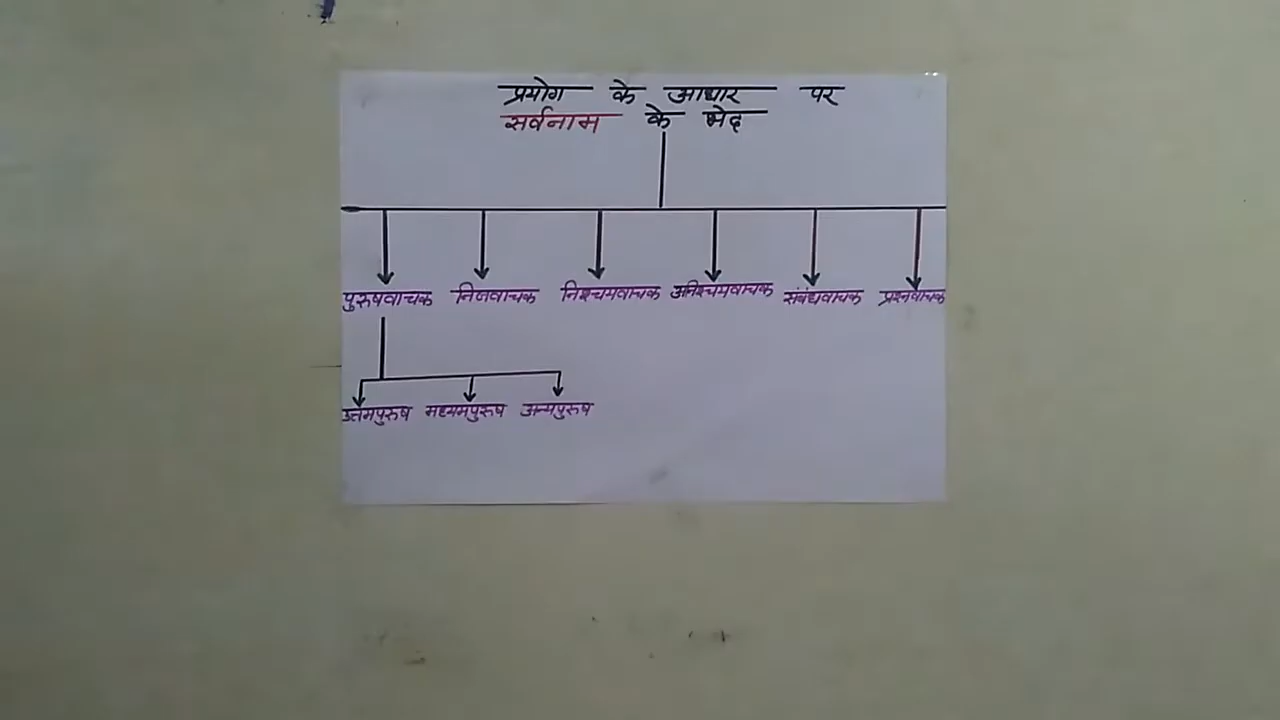 प्रयोग के आधार पर
सर्वनाम के भेद
पुरुषवाचक निजवाचक निश्चयवाचक अनिश्चयवाचक संबंधवाचक प्रश्नवाचक
उत्तमपुरुष मध्यमपुरुष अन्यपुरुष